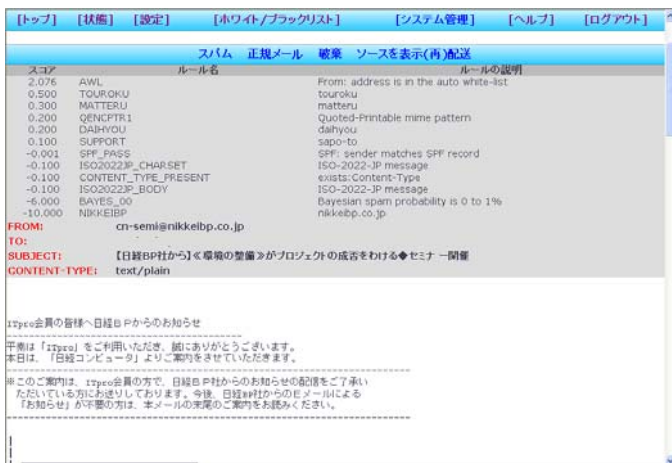 [トップ] [状態] [設定] [ホワイト/ブラックリスト] [システム管理] [ヘルプ] [ログアウト]
スパム 正規メール 破棄 ソースを表示(再)配送
スコア ルール名 ルールの説明
2.076 AWL From: address is in the auto white-list
0.500 TOUROKU touroku
0.300 MATTERU matteru
0.200 QENCPTR1 Quoted-Printable mime pattern
0.200 DAIHYOU daihyou
0.100 SUPPORT sapo-to
-0.001 SPF_PASS SPF: sender matches SPF record
-0.100 ISO2022JP_CHARSET ISO-2022-JP message
-0.100 CONTENT_TYPE_PRESENT exists:Content-Type
-0.100 ISO2022JP_BODY ISO-2022-JP message
-6.000 BAYES_00 Bayesian spam probability is 0 to 1%
-10.000 NIKKEIBP nikkeibp.co.jp
FROM: cn-semi@nikkeibp.co.jp
TO:
SUBJECT: 【日経BP社から】≪環境の整備≫がプロジェクトの成否をわける◆セミナー開催
CONTENT-TYPE: text/plain
ITpro会員の皆様へ日経BPからのお知らせ
平素は「ITpro」をご利用いただき、誠にありがとうございます。
本日は、「日経コンピュータ」よりご案内をさせていただきます。
※このご案内は、ITpro会員の方で、日経BP社からのお知らせの配信をご了承い
ただいている方にお送りしております。今後、日経BP社からのEメールによる
「お知らせ」が不要の方は、本メールの末尾のご案内をお読みください。